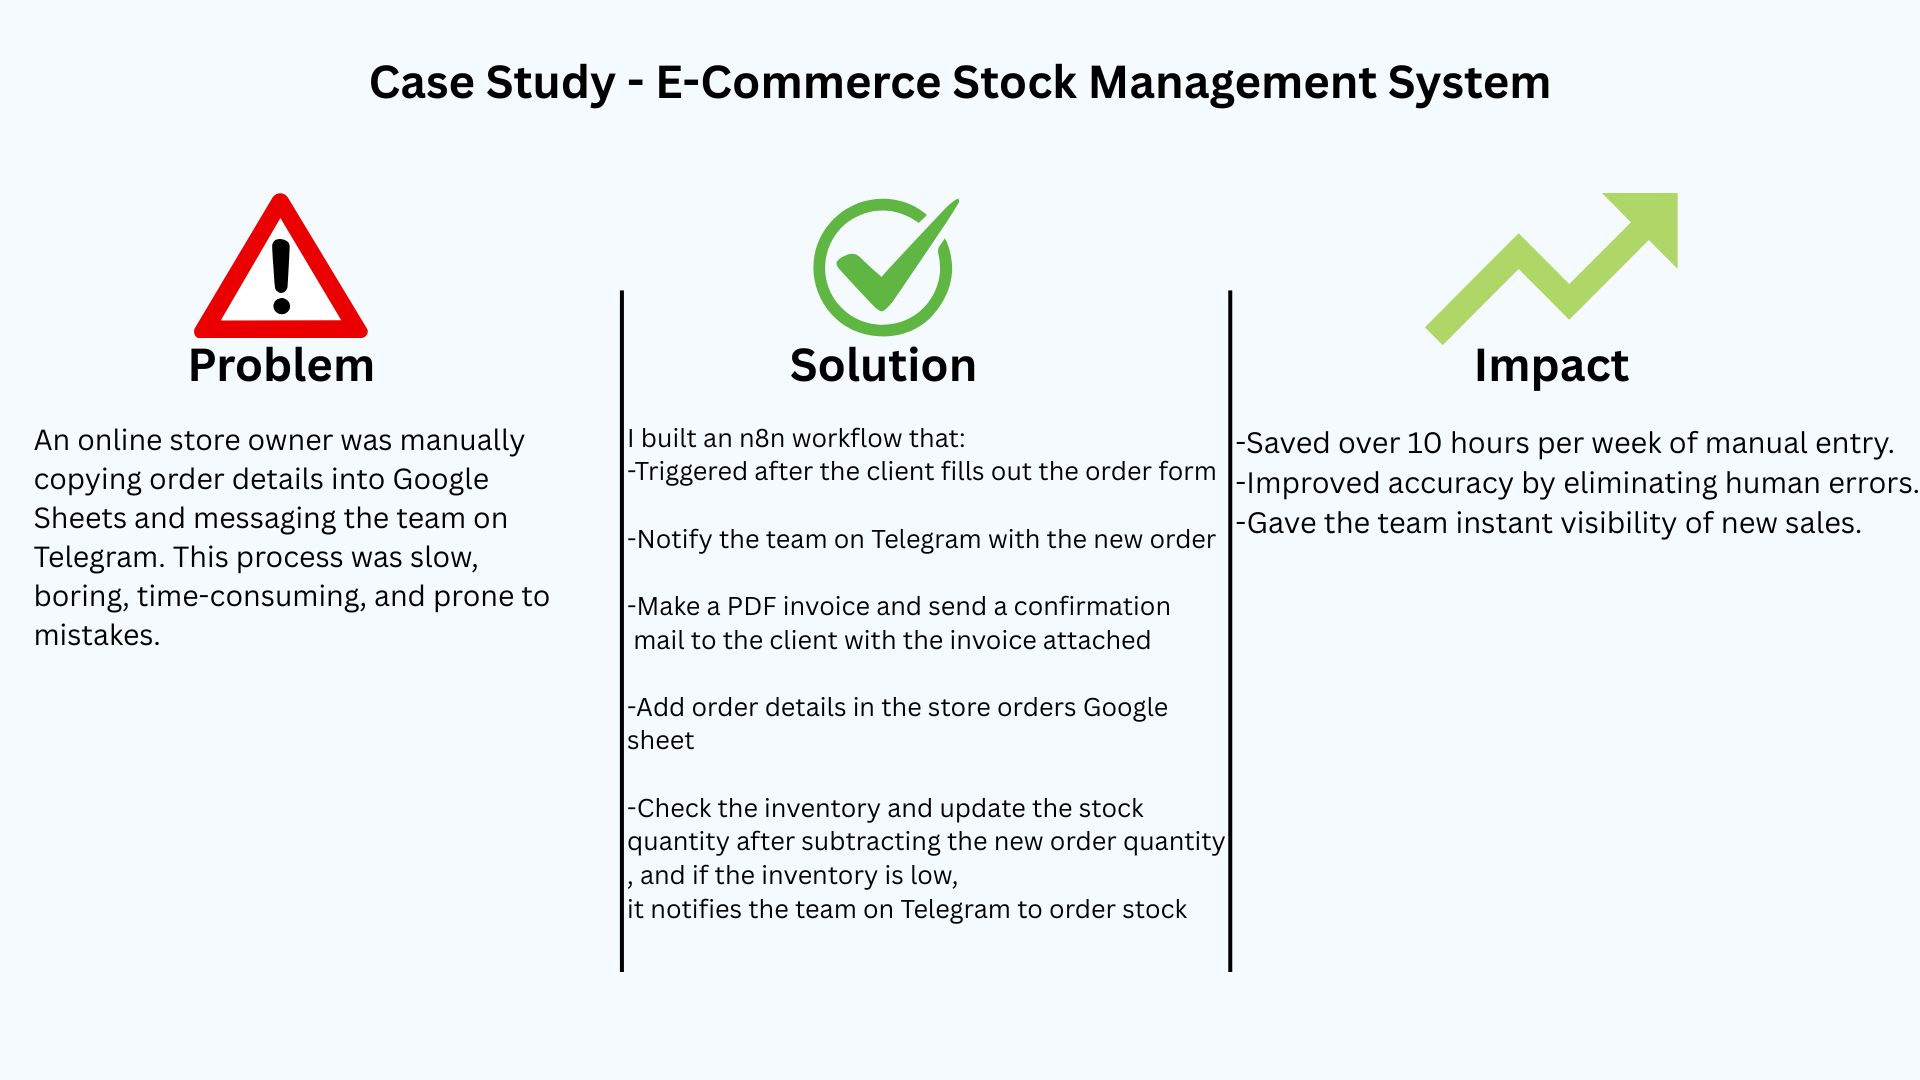 Case Study - E-Commerce Stock Management System
Problem
An online store owner was manually
copying order details into Google
Sheets and messaging the team on
Telegram. This process was slow,
boring, time-consuming, and prone to
mistakes.
Solution
I built an n8n workflow that:
-Triggered after the client fills out the order form
-Notify the team on Telegram with the new order
-Make a PDF invoice and send a confirmation
mail to the client with the invoice attached
-Add order details in the store orders Google
sheet
-Check the inventory and update the stock
quantity after subtracting the new order quantity
, and if the inventory is low,
it notifies the team on Telegram to order stock
Impact
-Saved over 10 hours per week of manual entry.
-Improved accuracy by eliminating human errors.
-Gave the team instant visibility of new sales.